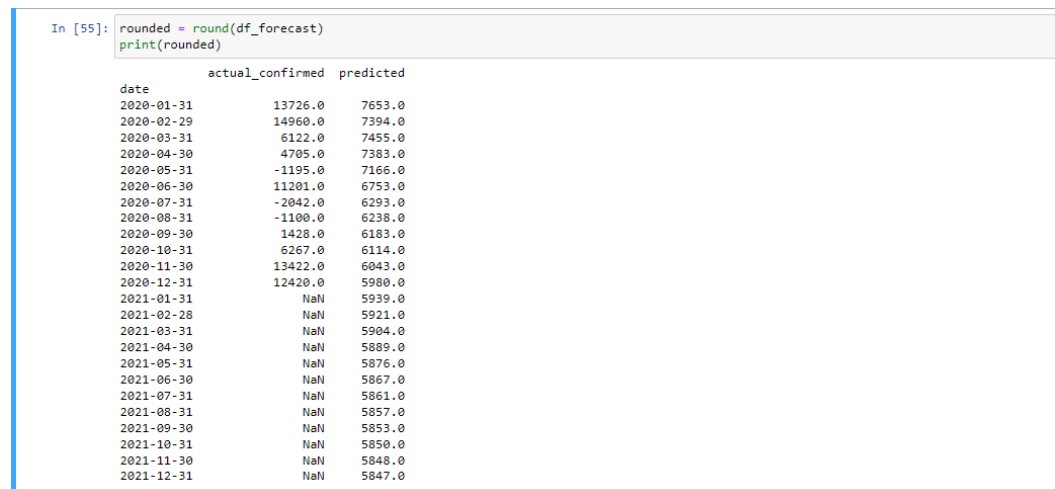 In [55]: rounded = round(df_forecast)
print(rounded)
actual_confirmed predicted
date
2020-01-31 13726.0 7653.0
2020-02-29 14960.0 7394.0
2020-03-31 6122.0 7455.0
2020-04-30 4705.0 7383.0
2020-05-31 -1195.0 7166.0
2020-06-30 11201.0 6753.0
2020-07-31 -2042.0 6293.0
2020-08-31 -1100.0 6238.0
2020-09-30 1428.0 6183.0
2020-10-31 6267.0 6114.0
2020-11-30 13422.0 6043.0
2020-12-31 12420.0 5980.0
2021-01-31 NaN 5939.0
2021-02-28 NaN 5921.0
2021-03-31 NaN 5904.0
2021-04-30 NaN 5889.0
2021-05-31 NaN 5876.0
2021-06-30 NaN 5867.0
2021-07-31 NaN 5861.0
2021-08-31 NaN 5857.0
2021-09-30 NaN 5853.0
2021-10-31 NaN 5850.0
2021-11-30 NaN 5848.0
2021-12-31 NaN 5847.0